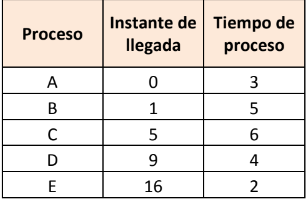 Proceso Instante de llegada Tiempo de proceso
A 0 3
B 1 5
C 5 6
D 9 4
E 16 2